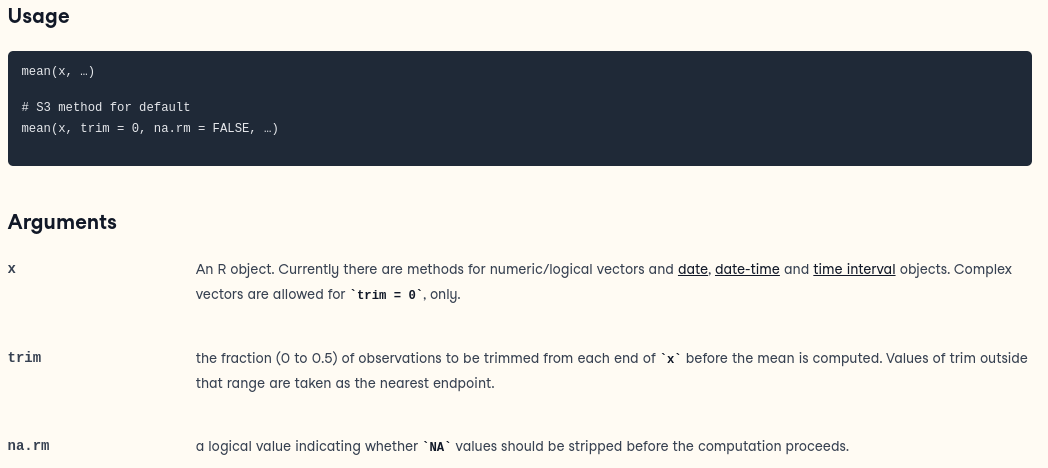 Usage
mean(x, …)
# S3 method for default
mean(x, trim = 0, na.rm = FALSE, …)
Arguments
x
An R object. Currently there are methods for numeric/logical vectors and date, date-time and time interval objects. Complex
vectors are allowed for `trim = 0`, only.
trim
the fraction (0 to 0.5) of observations to be trimmed from each end of `x` before the mean is computed. Values of trim outside
that range are taken as the nearest endpoint.
na.rm
a logical value indicating whether `NA` values should be stripped before the computation proceeds.